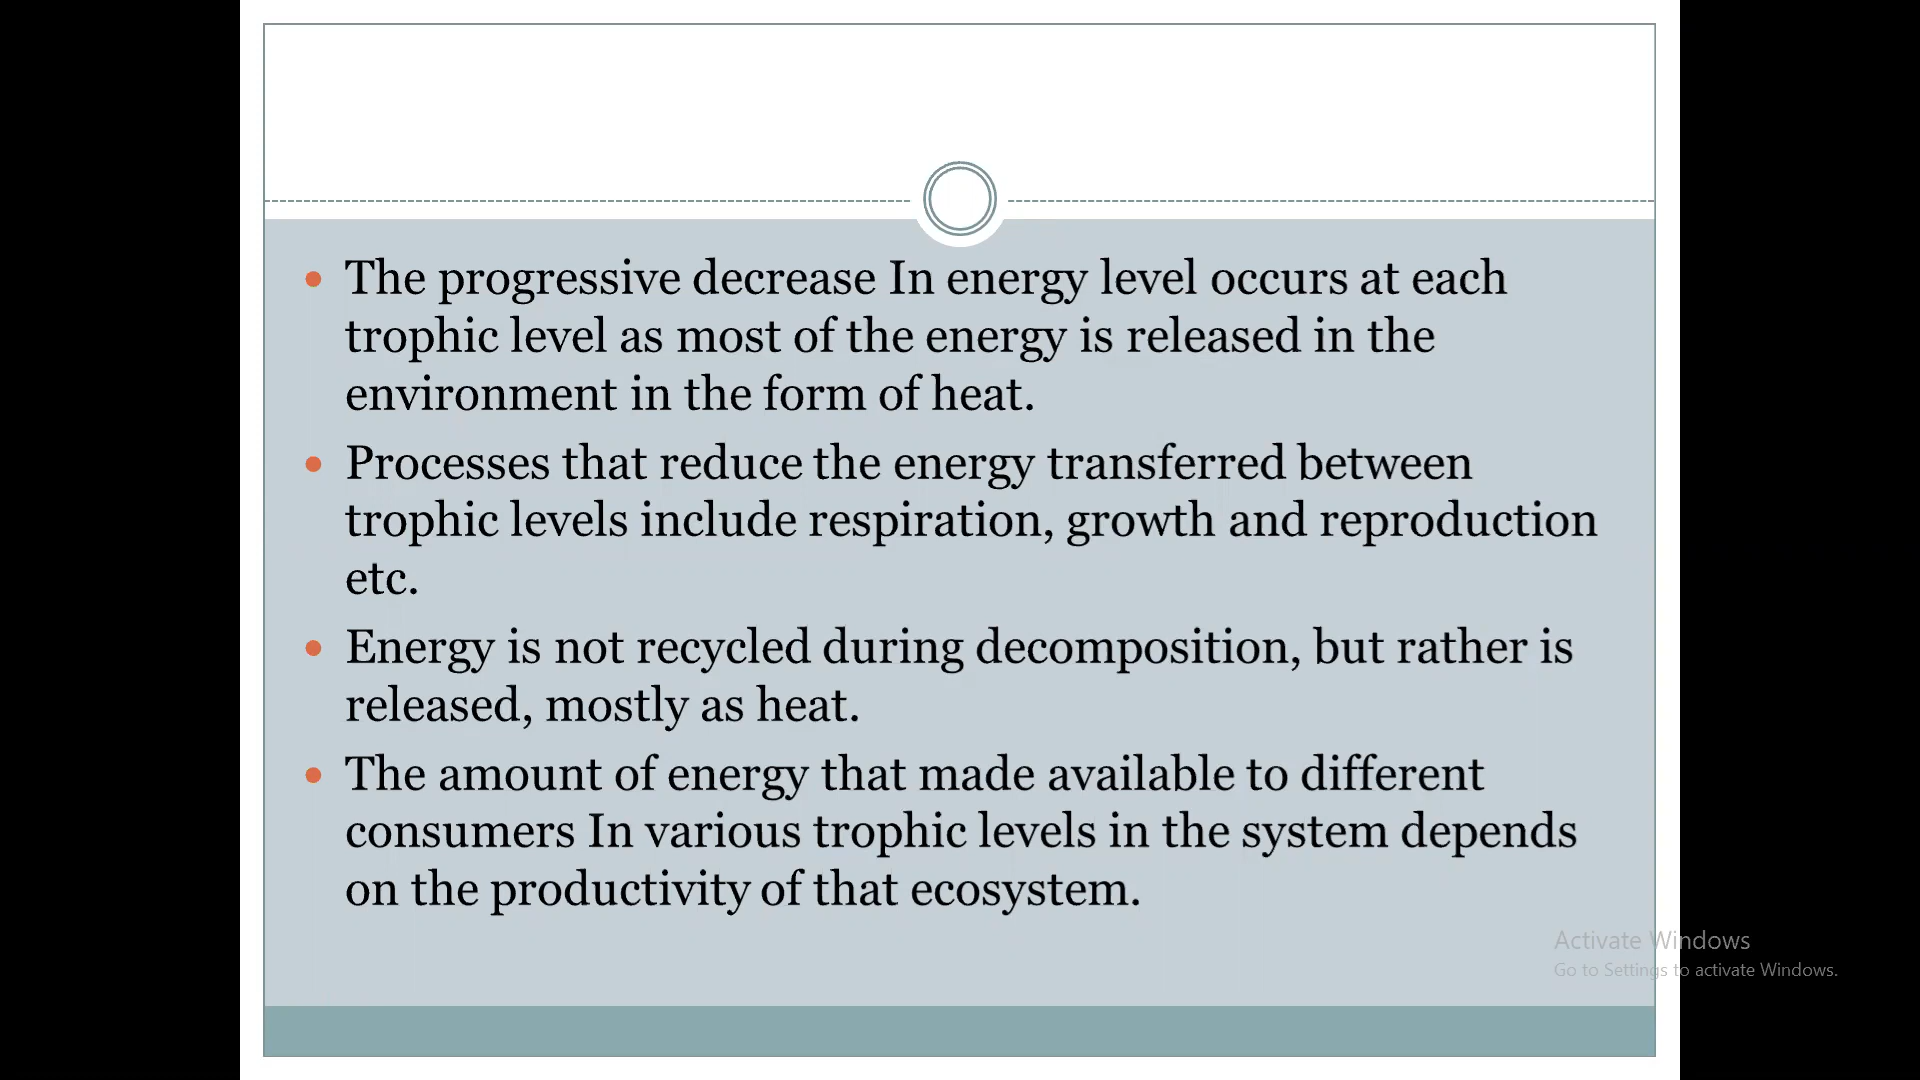 The progressive decrease In energy level occurs at each
trophic level as most of the energy is released in the
environment in the form of heat.
Processes that reduce the energy transferred between
trophic levels include respiration, growth and reproduction
etc.
Energy is not recycled during decomposition, but rather is
released, mostly as heat.
The amount of energy that made available to different
consumers In various trophic levels in the system depends
on the productivity of that ecosystem.
Activate Windows
Go to Settings to activate Windows.